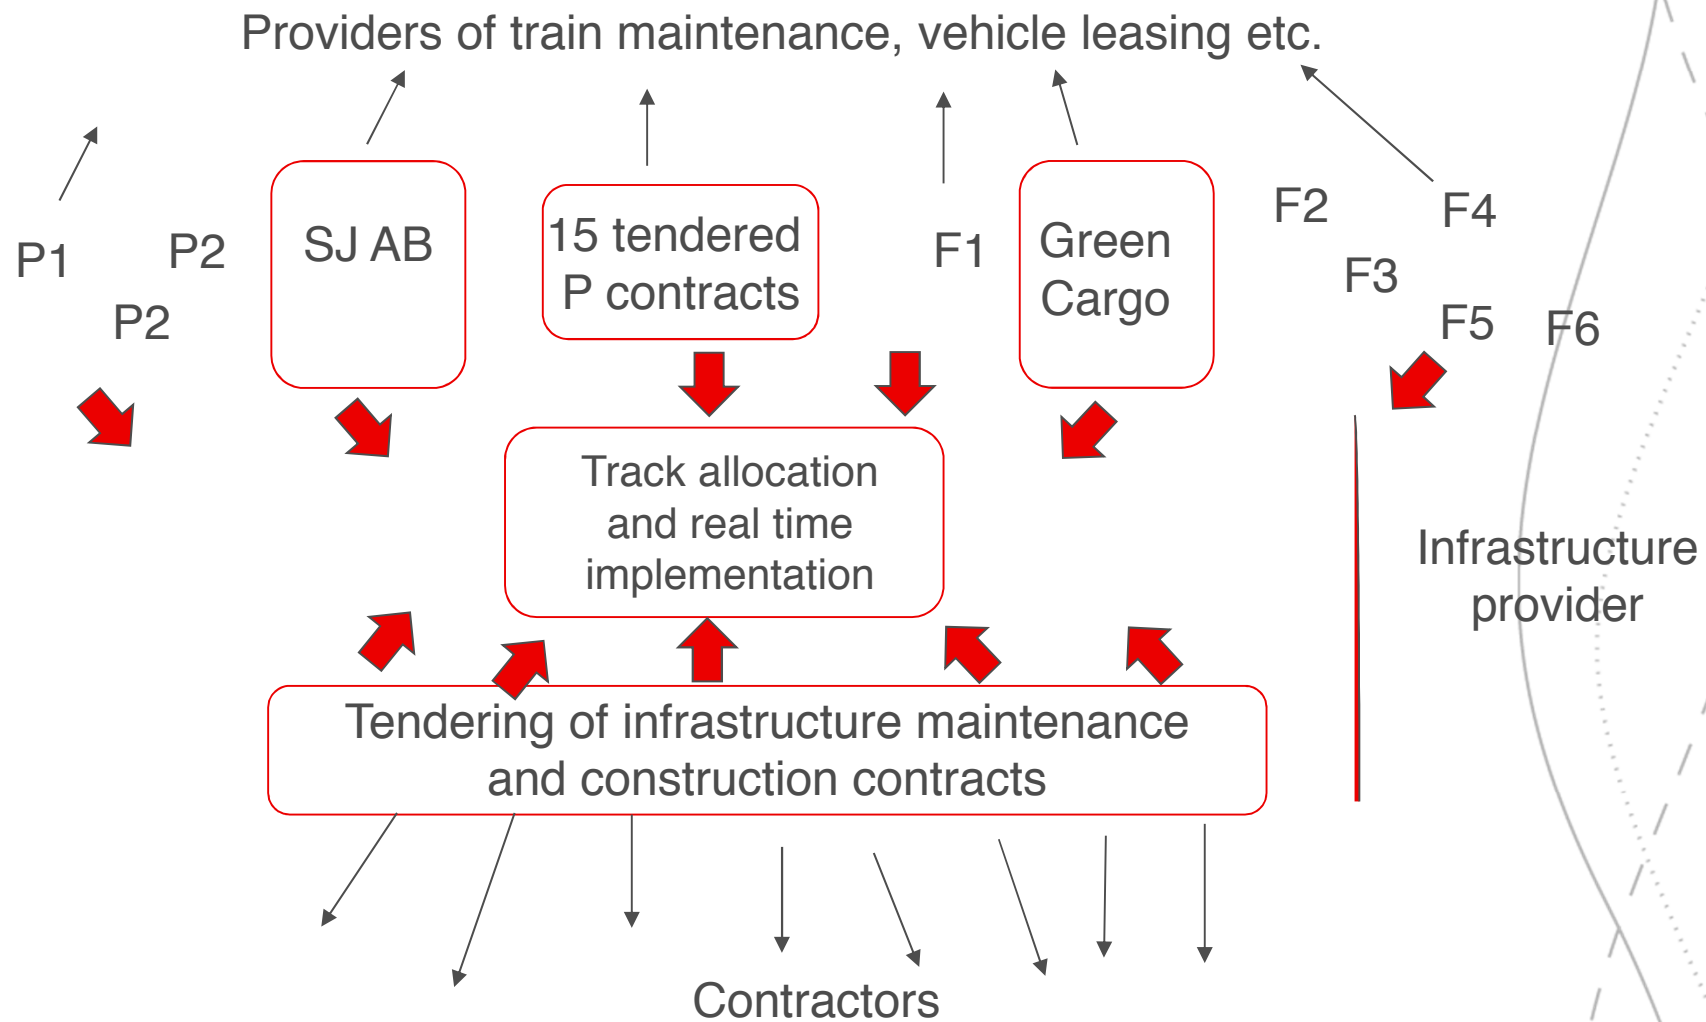 Providers of train maintenance, vehicle leasing etc.
P1
P2
P2
SJ AB
15 tendered
P contracts
F1
Green
Cargo
F2
F4
F3
F5
F6
Track allocation
and real time
implementation
Infrastructure
provider
Tendering of infrastructure maintenance
and construction contracts
Contractors